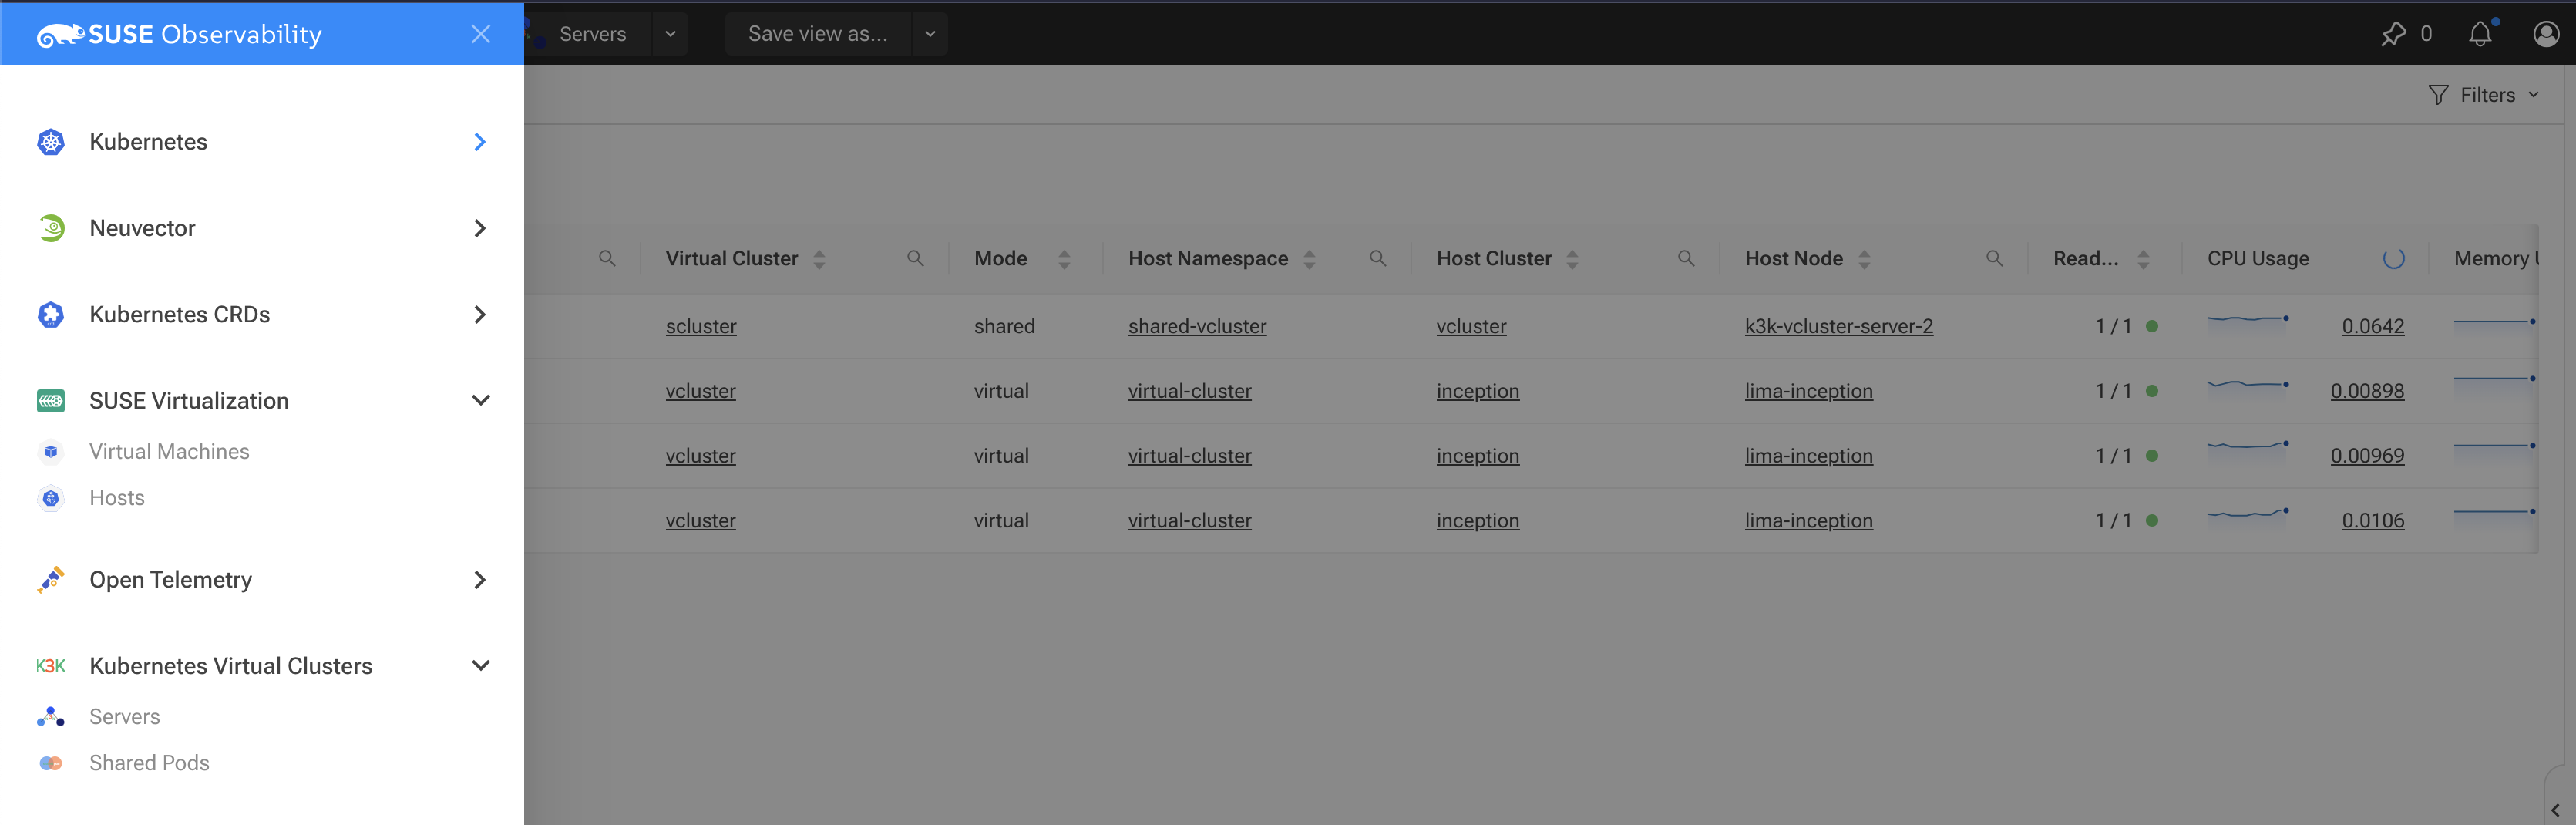 SUSE Observability
Servers
Save view as...
0
Filters
Kubernetes
Neuvector
Kubernetes CRDs
SUSE Virtualization
Virtual Machines
Hosts
Open Telemetry
K3K Kubernetes Virtual Clusters
Servers
Shared Pods
Virtual Cluster Mode Host Namespace Host Cluster Host Node Read... CPU Usage Memory U
scluster shared shared-vcluster vcluster k3k-vcluster-server-2 1 / 1 0.0642
vcluster virtual virtual-cluster inception lima-inception 1 / 1 0.00898
vcluster virtual virtual-cluster inception lima-inception 1 / 1 0.00969
vcluster virtual virtual-cluster inception lima-inception 1 / 1 0.0106